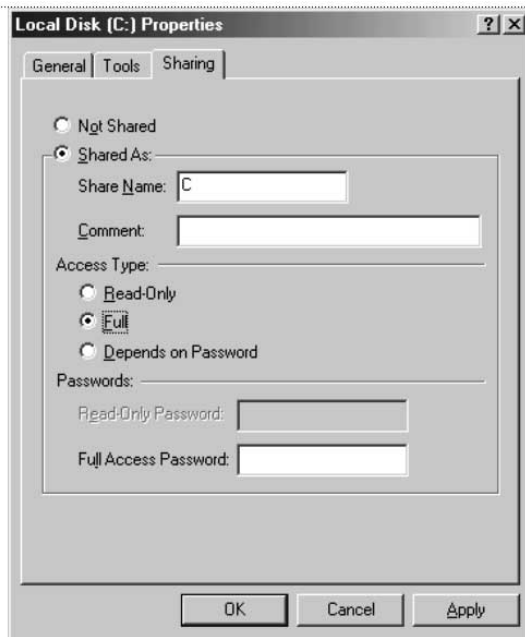 Local Disk (C:) Properties ? X
General Tools Sharing
Not Shared
Shared As:
Share Name: C
Comment:
Access Type:
Read-Only
Full
Depends on Password
Passwords:
Read-Only Password:
Full Access Password:
OK Cancel Apply